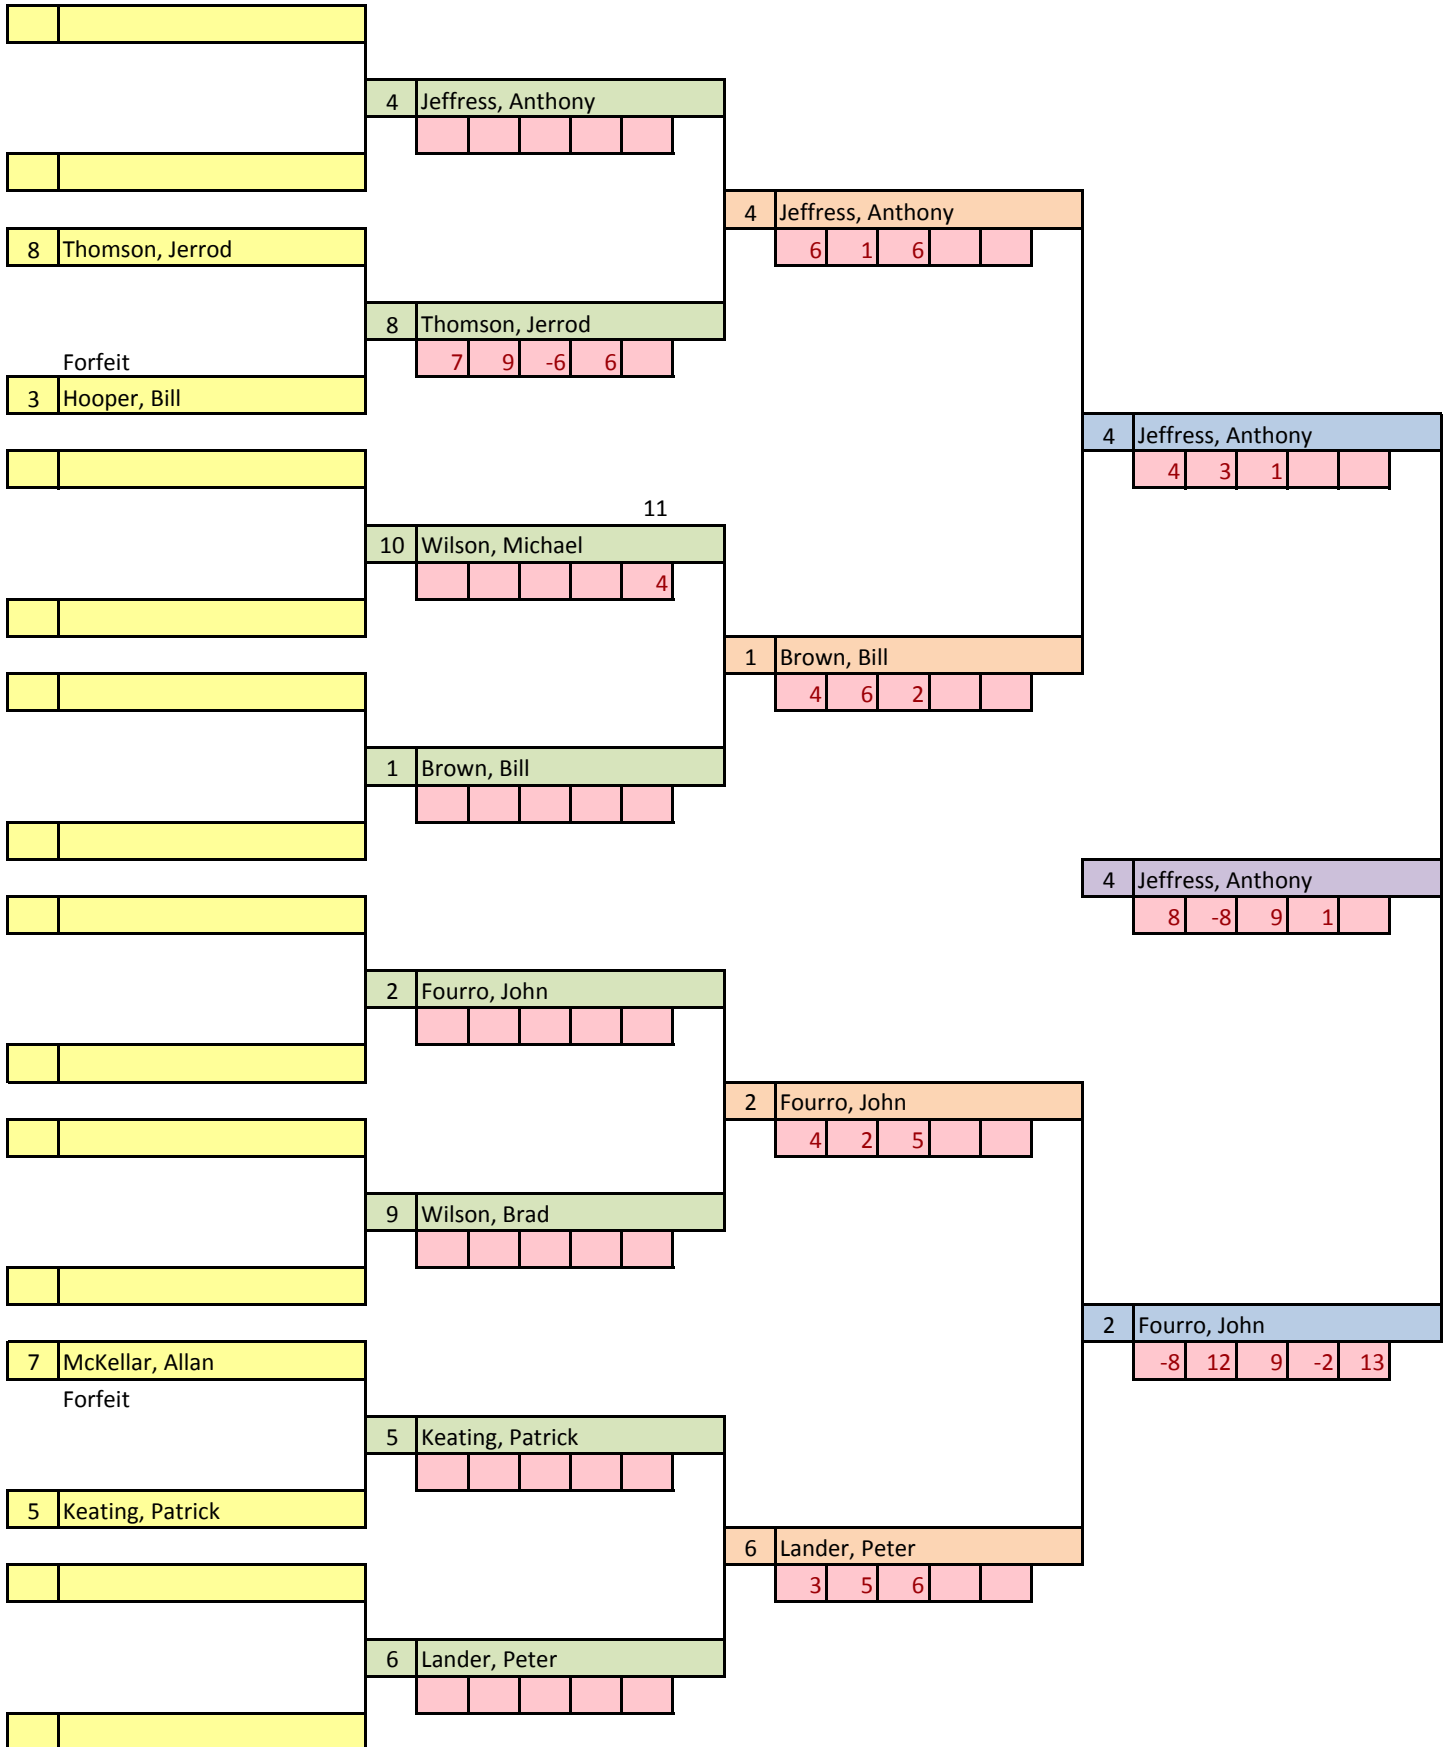 4 Jeffress, Anthony
4 Jeffress, Anthony
8 Thomson, Jerrod
6 1 6
8 Thomson, Jerrod
Forfeit
7 9 -6 6
3 Hooper, Bill
4 Jeffress, Anthony
4 3 1
11
10 Wilson, Michael
4
1 Brown, Bill
4 6 2
1 Brown, Bill
4 Jeffress, Anthony
8 -8 9 1
2 Fourro, John
2 Fourro, John
4 2 5
9 Wilson, Brad
2 Fourro, John
7 McKellar, Allan
-8 12 9 -2 13
Forfeit
5 Keating, Patrick
5 Keating, Patrick
6 Lander, Peter
3 5 6
6 Lander, Peter